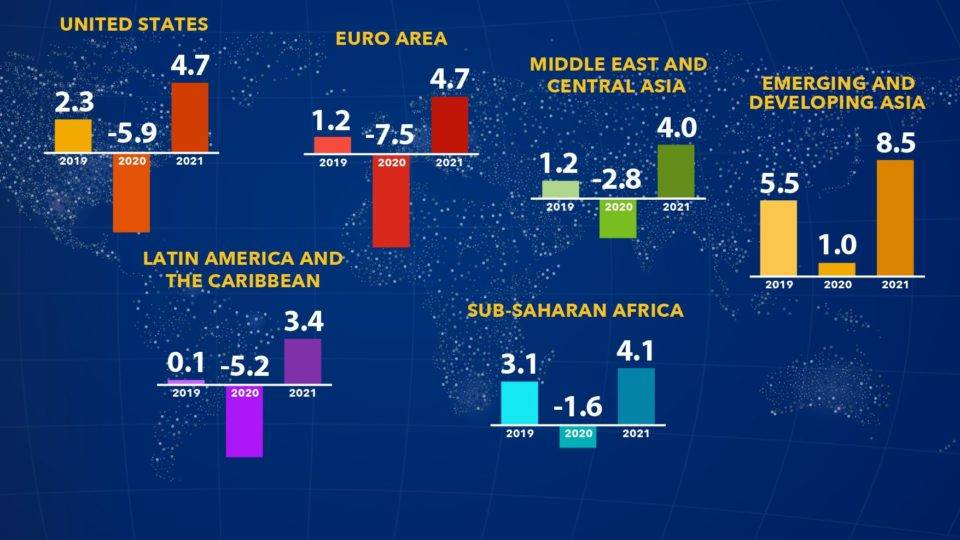 UNITED STATES
2.3 -5.9 4.7
2019 2020 2021
EURO AREA
1.2 -7.5 4.7
2019 2020 2021
MIDDLE EAST AND
CENTRAL ASIA
1.2 -2.8 4.0
2019 2020 2021
EMERGING AND
DEVELOPING ASIA
5.5 1.0 8.5
2019 2020 2021
LATIN AMERICA AND
THE CARIBBEAN
0.1 -5.2 3.4
2019 2020 2021
SUB-SAHARAN AFRICA
3.1 -1.6 4.1
2019 2020 2021